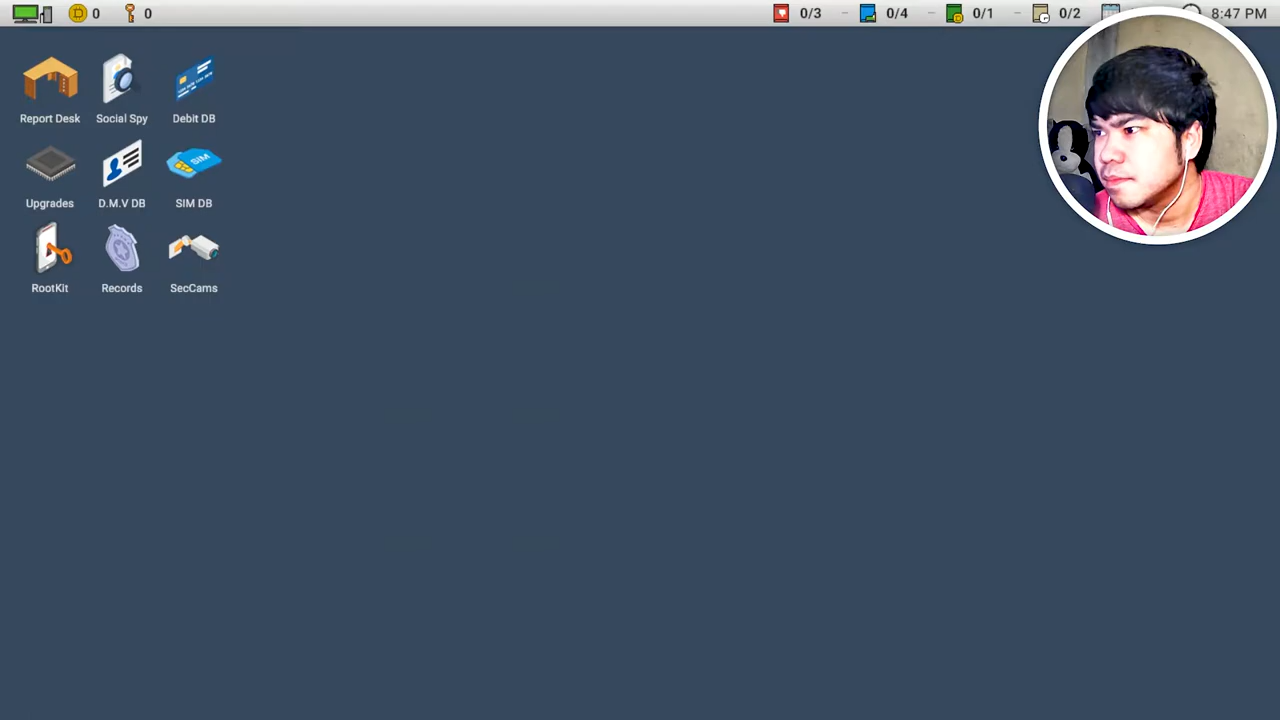 0 0 0/3 0/4 0/1 0/2 8:47 PM
Report Desk Social Spy Debit DB
SIM
Upgrades D.M.V DB SIM DB
RootKit Records SecCams